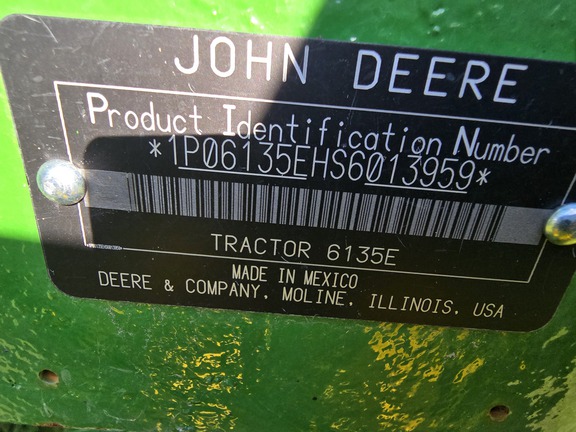 JOHN DEERE
Product Identification Number
*1P06135EHS6013959*
TRACTOR 6135E
MADE IN MEXICO
DEERE & COMPANY, MOLINE, ILLINOIS, USA